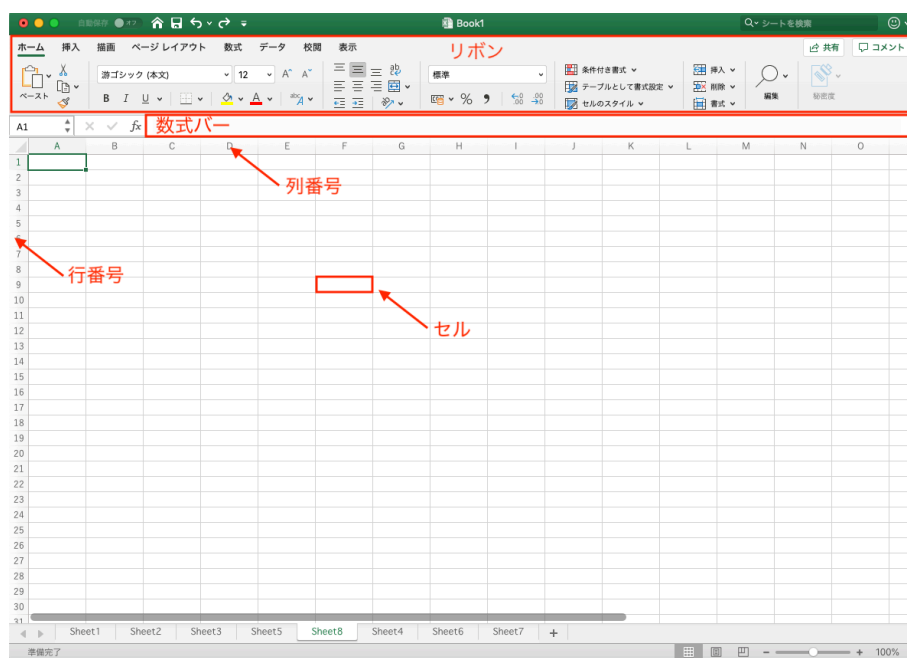 自動保存 オフ Book1 シートを検索
ホーム 挿入 描画 ページ レイアウト 数式 データ 校閲 表示 リボン 共有 コメント
ペースト 游ゴシック (本文) 12 A^ A˅ ab 標準 条件付き書式 挿入
B I U A abc A % 9 .00 .0 .00 テーブルとして書式設定 削除 編集 秘密度
セルのスタイル 書式
A1 fx 数式バー
A B C D E F G H I J K L M N O
列番号
行番号
セル
1
2
3
4
5
6
7
8
9
10
11
12
13
14
15
16
17
18
19
20
21
22
23
24
25
26
27
28
29
30
31
Sheet1 Sheet2 Sheet3 Sheet5 Sheet8 Sheet4 Sheet6 Sheet7 +
準備完了 - + 100%